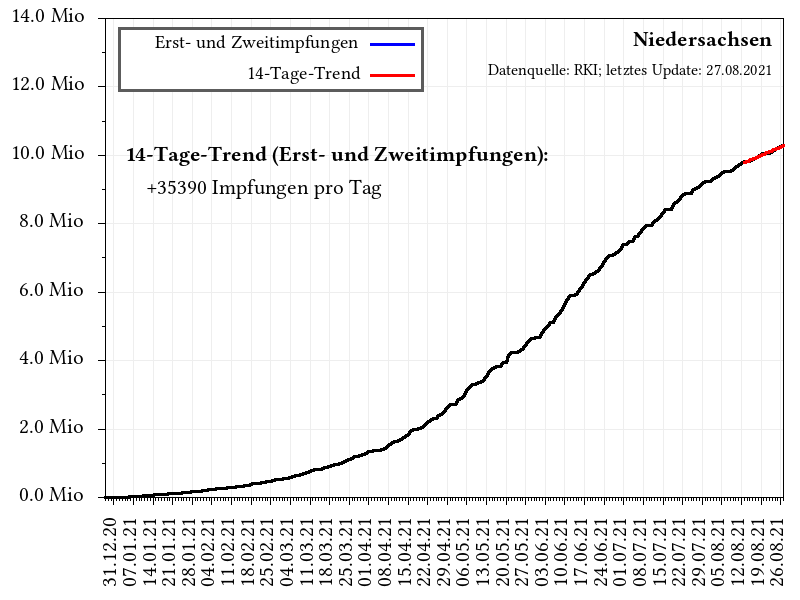 14.0 Mio
12.0 Mio
10.0 Mio
8.0 Mio
6.0 Mio
4.0 Mio
2.0 Mio
0.0 Mio
Erst- und Zweitimpfungen
14-Tage-Trend
Niedersachsen
Datenquelle: RKI; letztes Update: 27.08.2021
14-Tage-Trend (Erst- und Zweitimpfungen):
+35390 Impfungen pro Tag
31.12.20
07.01.21
14.01.21
21.01.21
28.01.21
04.02.21
11.02.21
18.02.21
25.02.21
04.03.21
11.03.21
18.03.21
25.03.21
01.04.21
08.04.21
15.04.21
22.04.21
29.04.21
06.05.21
13.05.21
20.05.21
27.05.21
03.06.21
10.06.21
17.06.21
24.06.21
01.07.21
08.07.21
15.07.21
22.07.21
29.07.21
05.08.21
12.08.21
19.08.21
26.08.21